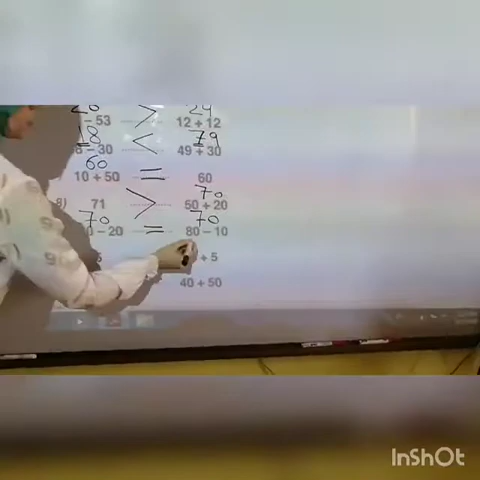 > 24
- 53 12 + 12
18 < 79
- 30 49 + 30
60
10 + 50 = 60
70
8) 71 > 50 + 20
70 70
- 20 = 80 - 10
+ 5
40 + 50
InShOt